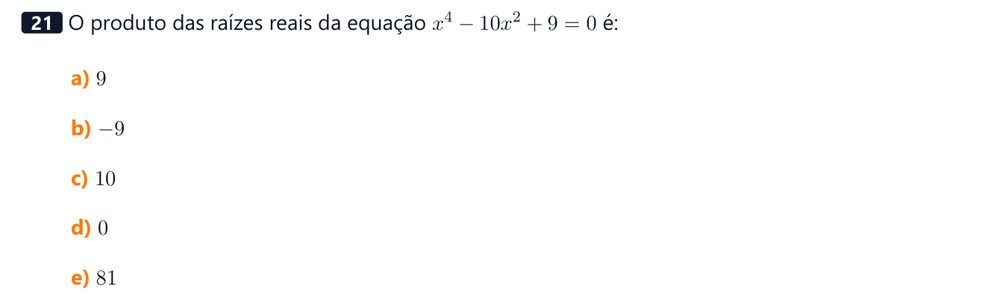 21 O produto das raízes reais da equação $x^4 - 10x^2 + 9 = 0$ é:
a) 9
b) −9
c) 10
d) 0
e) 81